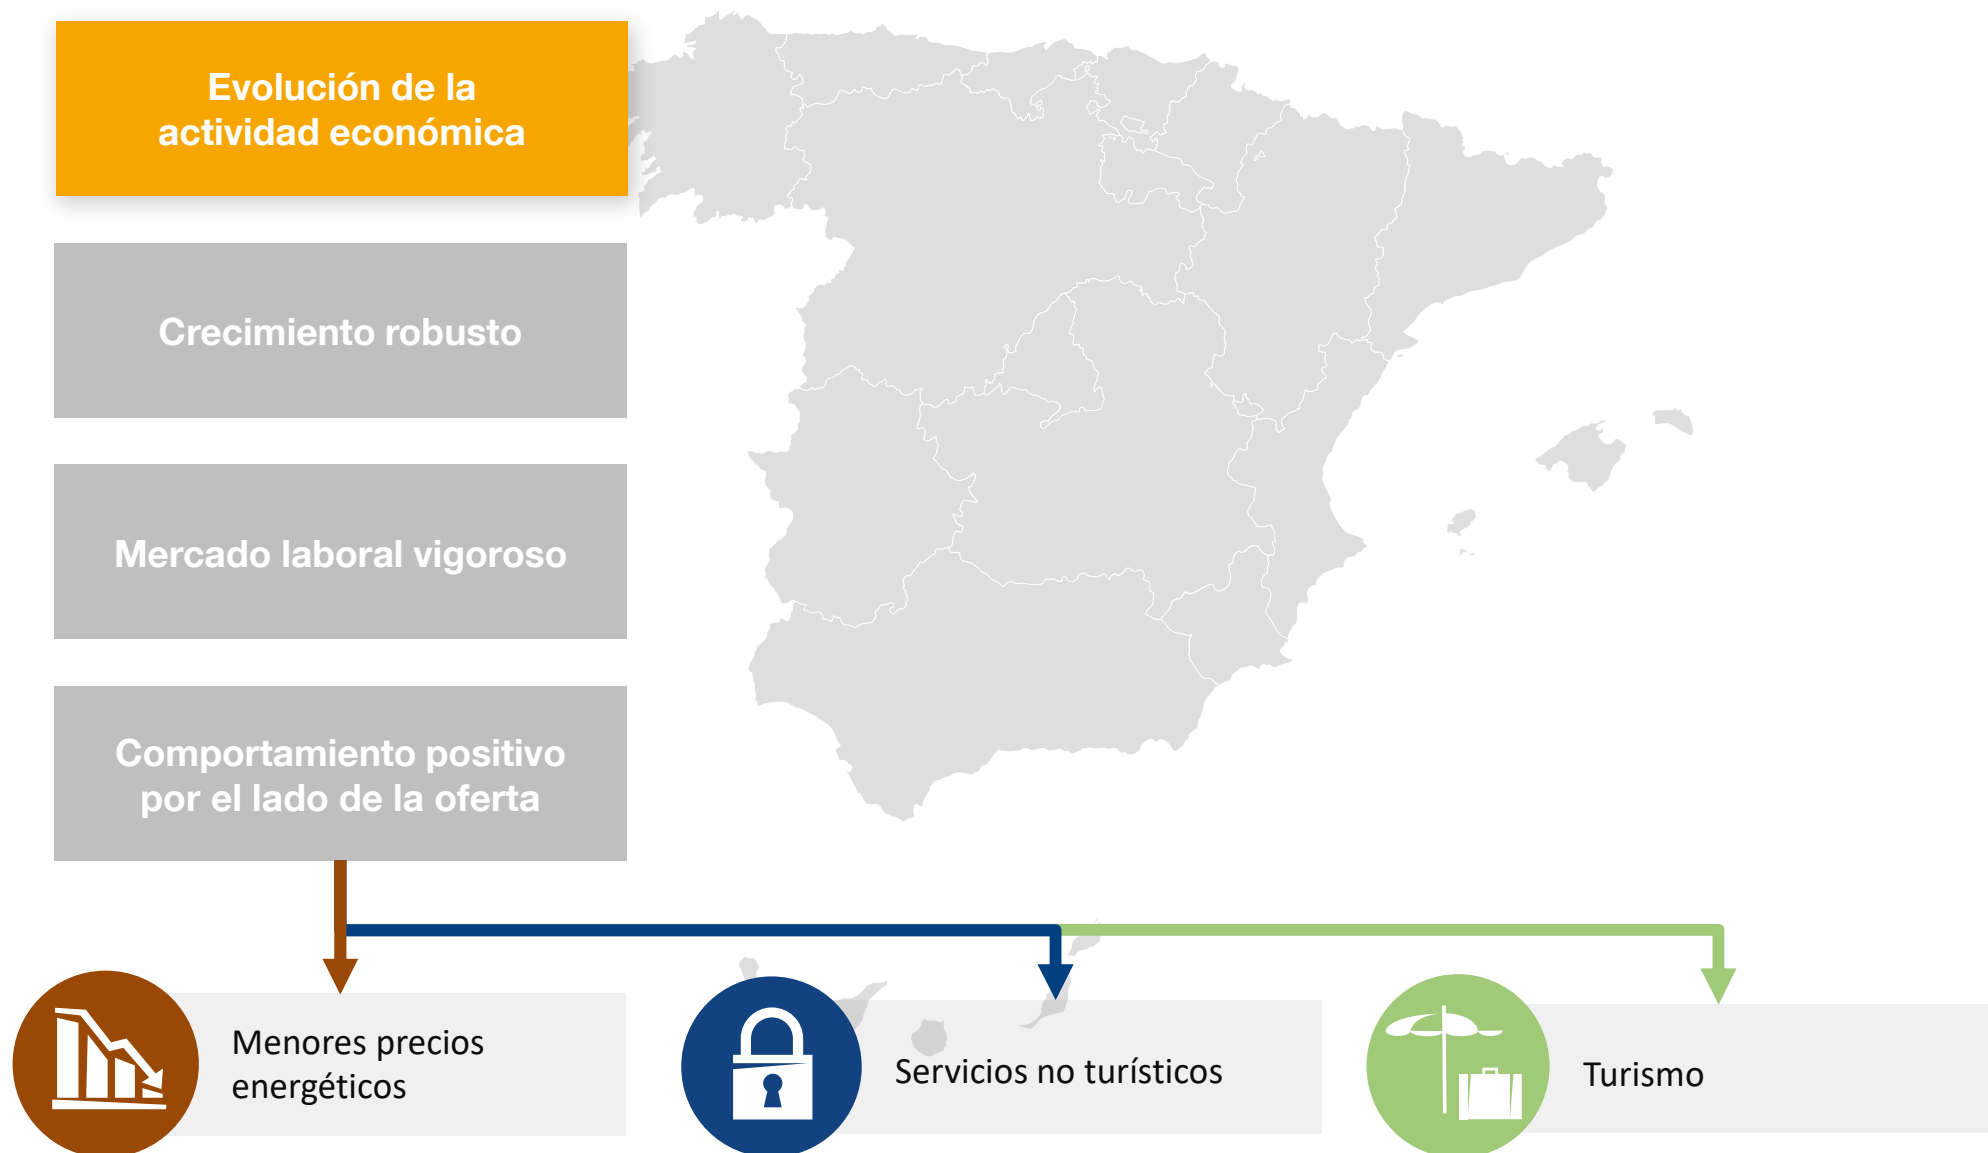 Evolución de la
actividad económica
Crecimiento robusto
Mercado laboral vigoroso
Comportamiento positivo
por el lado de la oferta
Menores precios
energéticos
Servicios no turísticos
Turismo